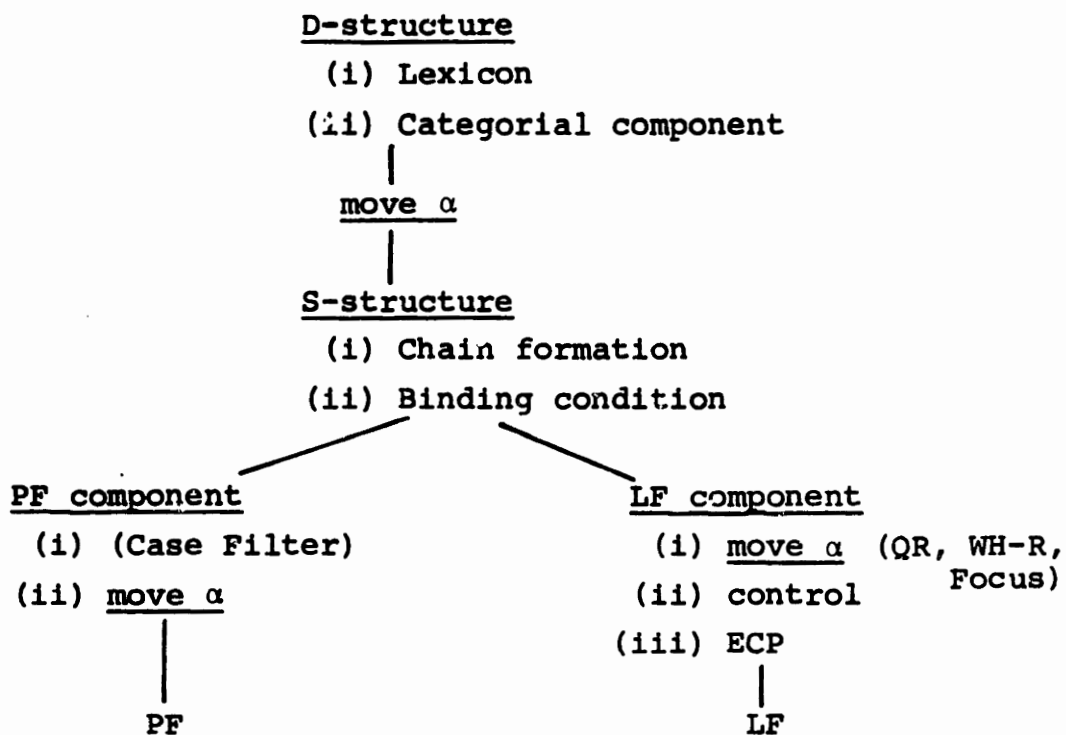 D-structure
(i) Lexicon
(ii) Categorial component
move α
S-structure
(i) Chain formation
(ii) Binding condition
PF component
(i) (Case Filter)
(ii) move α
PF
LF component
(i) move α (QR, WH-R,
Focus)
(ii) control
(iii) ECP
LF